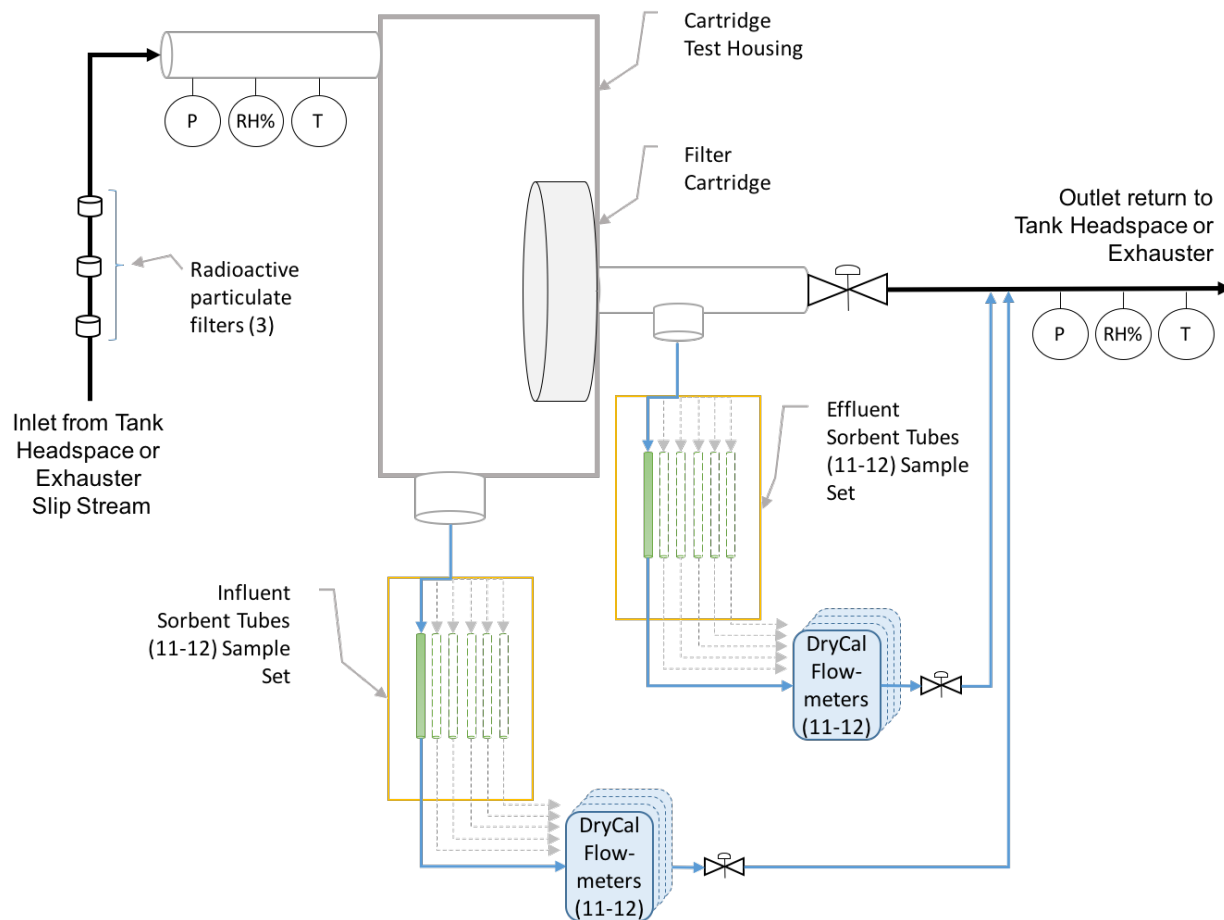 Cartridge
Test Housing
P
RH%
T
Filter
Cartridge
Outlet return to
Tank Headspace or
Exhauster
Radioactive
particulate
filters (3)
P
RH%
T
Inlet from Tank
Headspace or
Exhauster
Slip Stream
Effluent
Sorbent Tubes
(11-12) Sample
Set
Influent
Sorbent Tubes
(11-12) Sample
Set
DryCal
Flow-
meters
(11-12)
DryCal
Flow-
meters
(11-12)